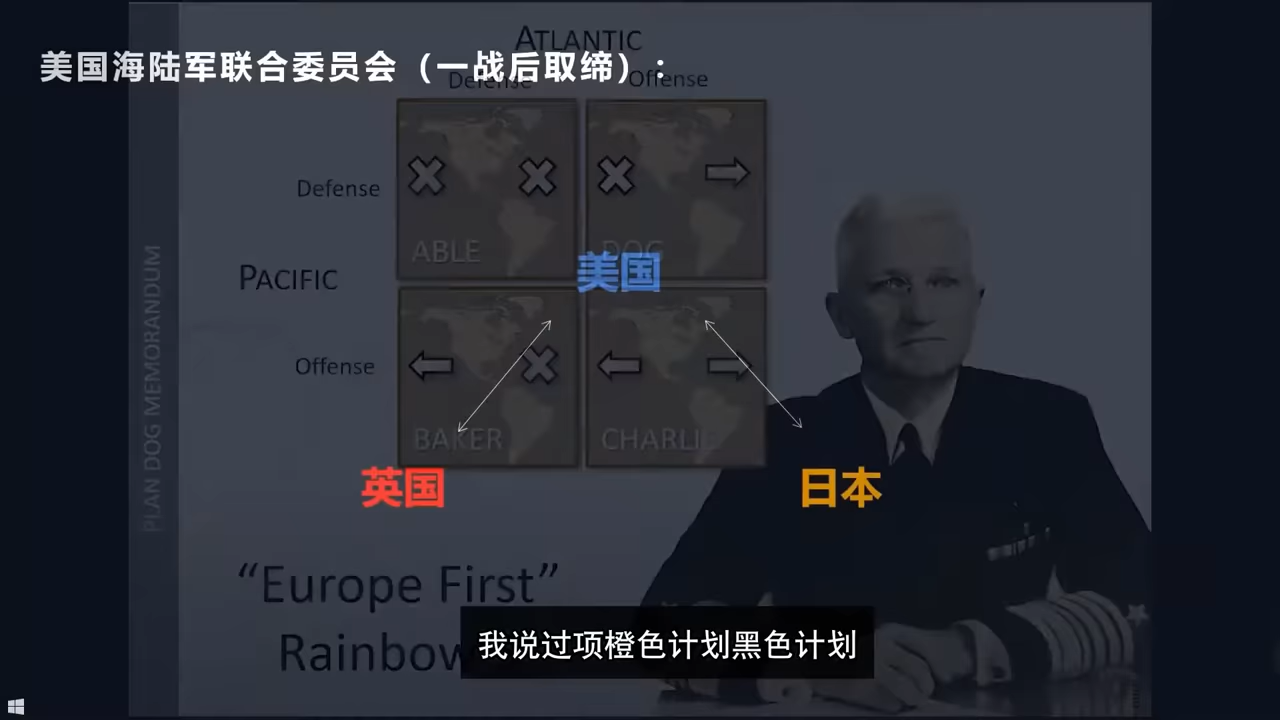 美国海陆军联合委员会（一战后取缔）：
ATLANTIC
Defense
Offense
Defense
ABLE
DOG
美国
PACIFIC
Offense
BAKER
CHARLIE
PLAN DOG MEMORANDUM
英国
日本
“Europe First”
Rainbow
我说过项橙色计划黑色计划